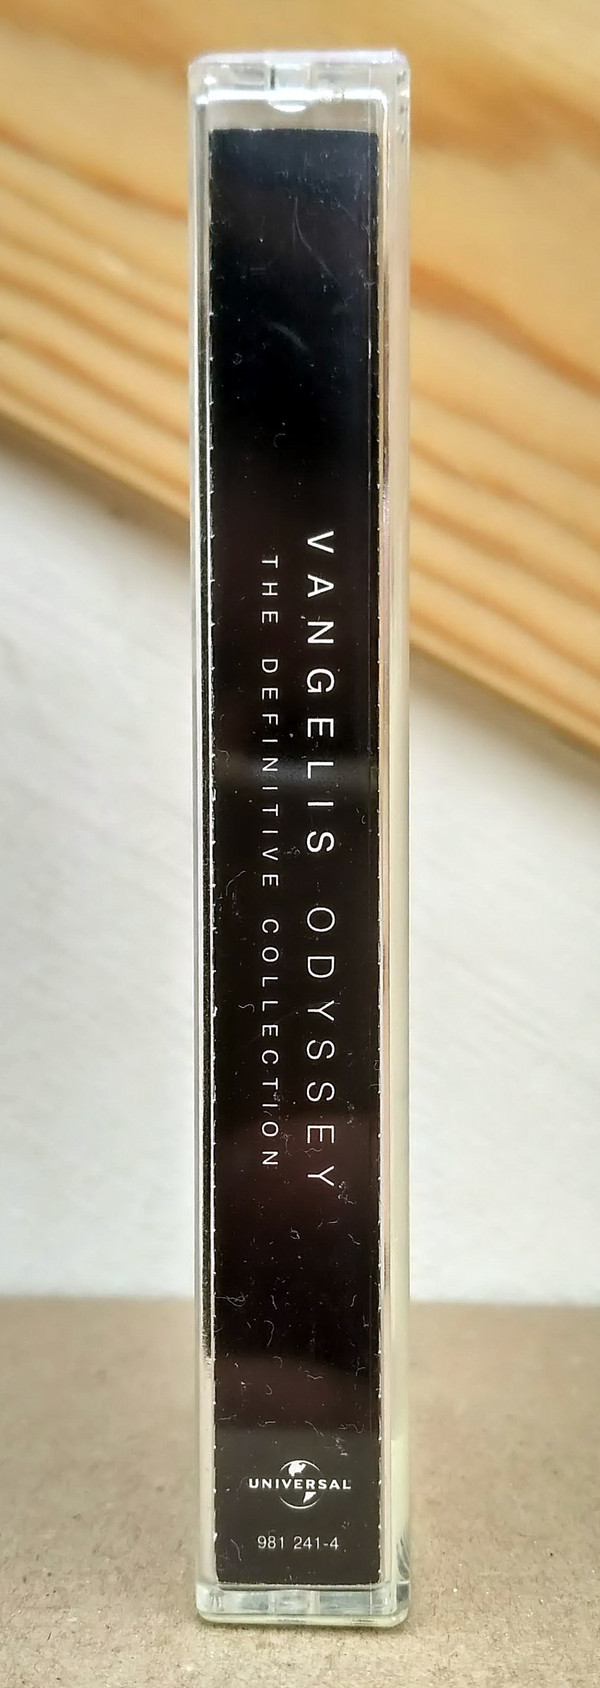 VANGELIS ODYSSEY
THE DEFINITIVE COLLECTION
UNIVERSAL
981 241-4